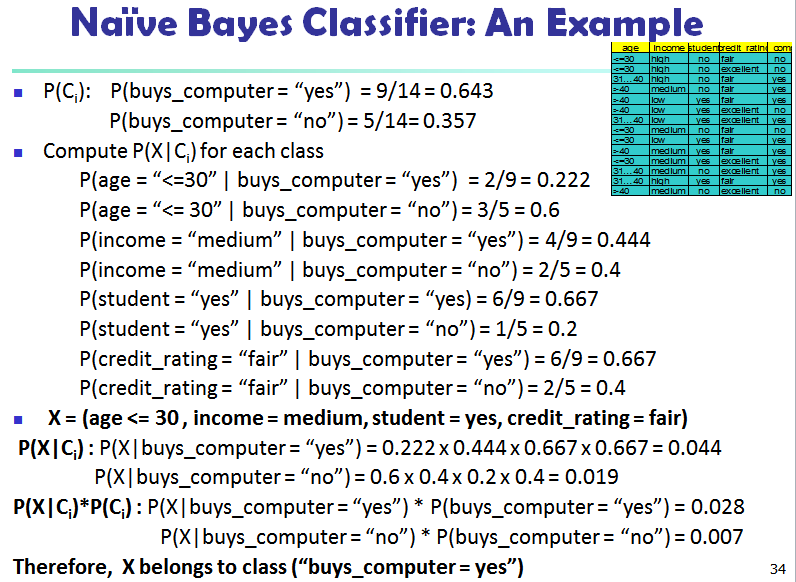 Naïve Bayes Classifier: An Example
age income student credit_rating com
<=30 high no fair no
<=30 high no excellent no
31…40 high no fair yes
>40 medium no fair yes
>40 low yes fair yes
>40 low yes excellent no
31…40 low yes excellent yes
<=30 medium no fair no
<=30 low yes fair yes
>40 medium yes fair yes
<=30 medium yes excellent yes
31…40 medium no excellent yes
31…40 high yes fair yes
>40 medium no excellent no
P(Ci): P(buys_computer = “yes”) = 9/14 = 0.643
P(buys_computer = “no”) = 5/14= 0.357
Compute P(X|Ci) for each class
P(age = “<=30” | buys_computer = “yes”) = 2/9 = 0.222
P(age = “<= 30” | buys_computer = “no”) = 3/5 = 0.6
P(income = “medium” | buys_computer = “yes”) = 4/9 = 0.444
P(income = “medium” | buys_computer = “no”) = 2/5 = 0.4
P(student = “yes” | buys_computer = “yes) = 6/9 = 0.667
P(student = “yes” | buys_computer = “no”) = 1/5 = 0.2
P(credit_rating = “fair” | buys_computer = “yes”) = 6/9 = 0.667
P(credit_rating = “fair” | buys_computer = “no”) = 2/5 = 0.4
X = (age <= 30 , income = medium, student = yes, credit_rating = fair)
P(X|Ci) : P(X|buys_computer = “yes”) = 0.222 x 0.444 x 0.667 x 0.667 = 0.044
P(X|buys_computer = “no”) = 0.6 x 0.4 x 0.2 x 0.4 = 0.019
P(X|Ci)*P(Ci) : P(X|buys_computer = “yes”) * P(buys_computer = “yes”) = 0.028
P(X|buys_computer = “no”) * P(buys_computer = “no”) = 0.007
Therefore, X belongs to class (“buys_computer = yes”)
34